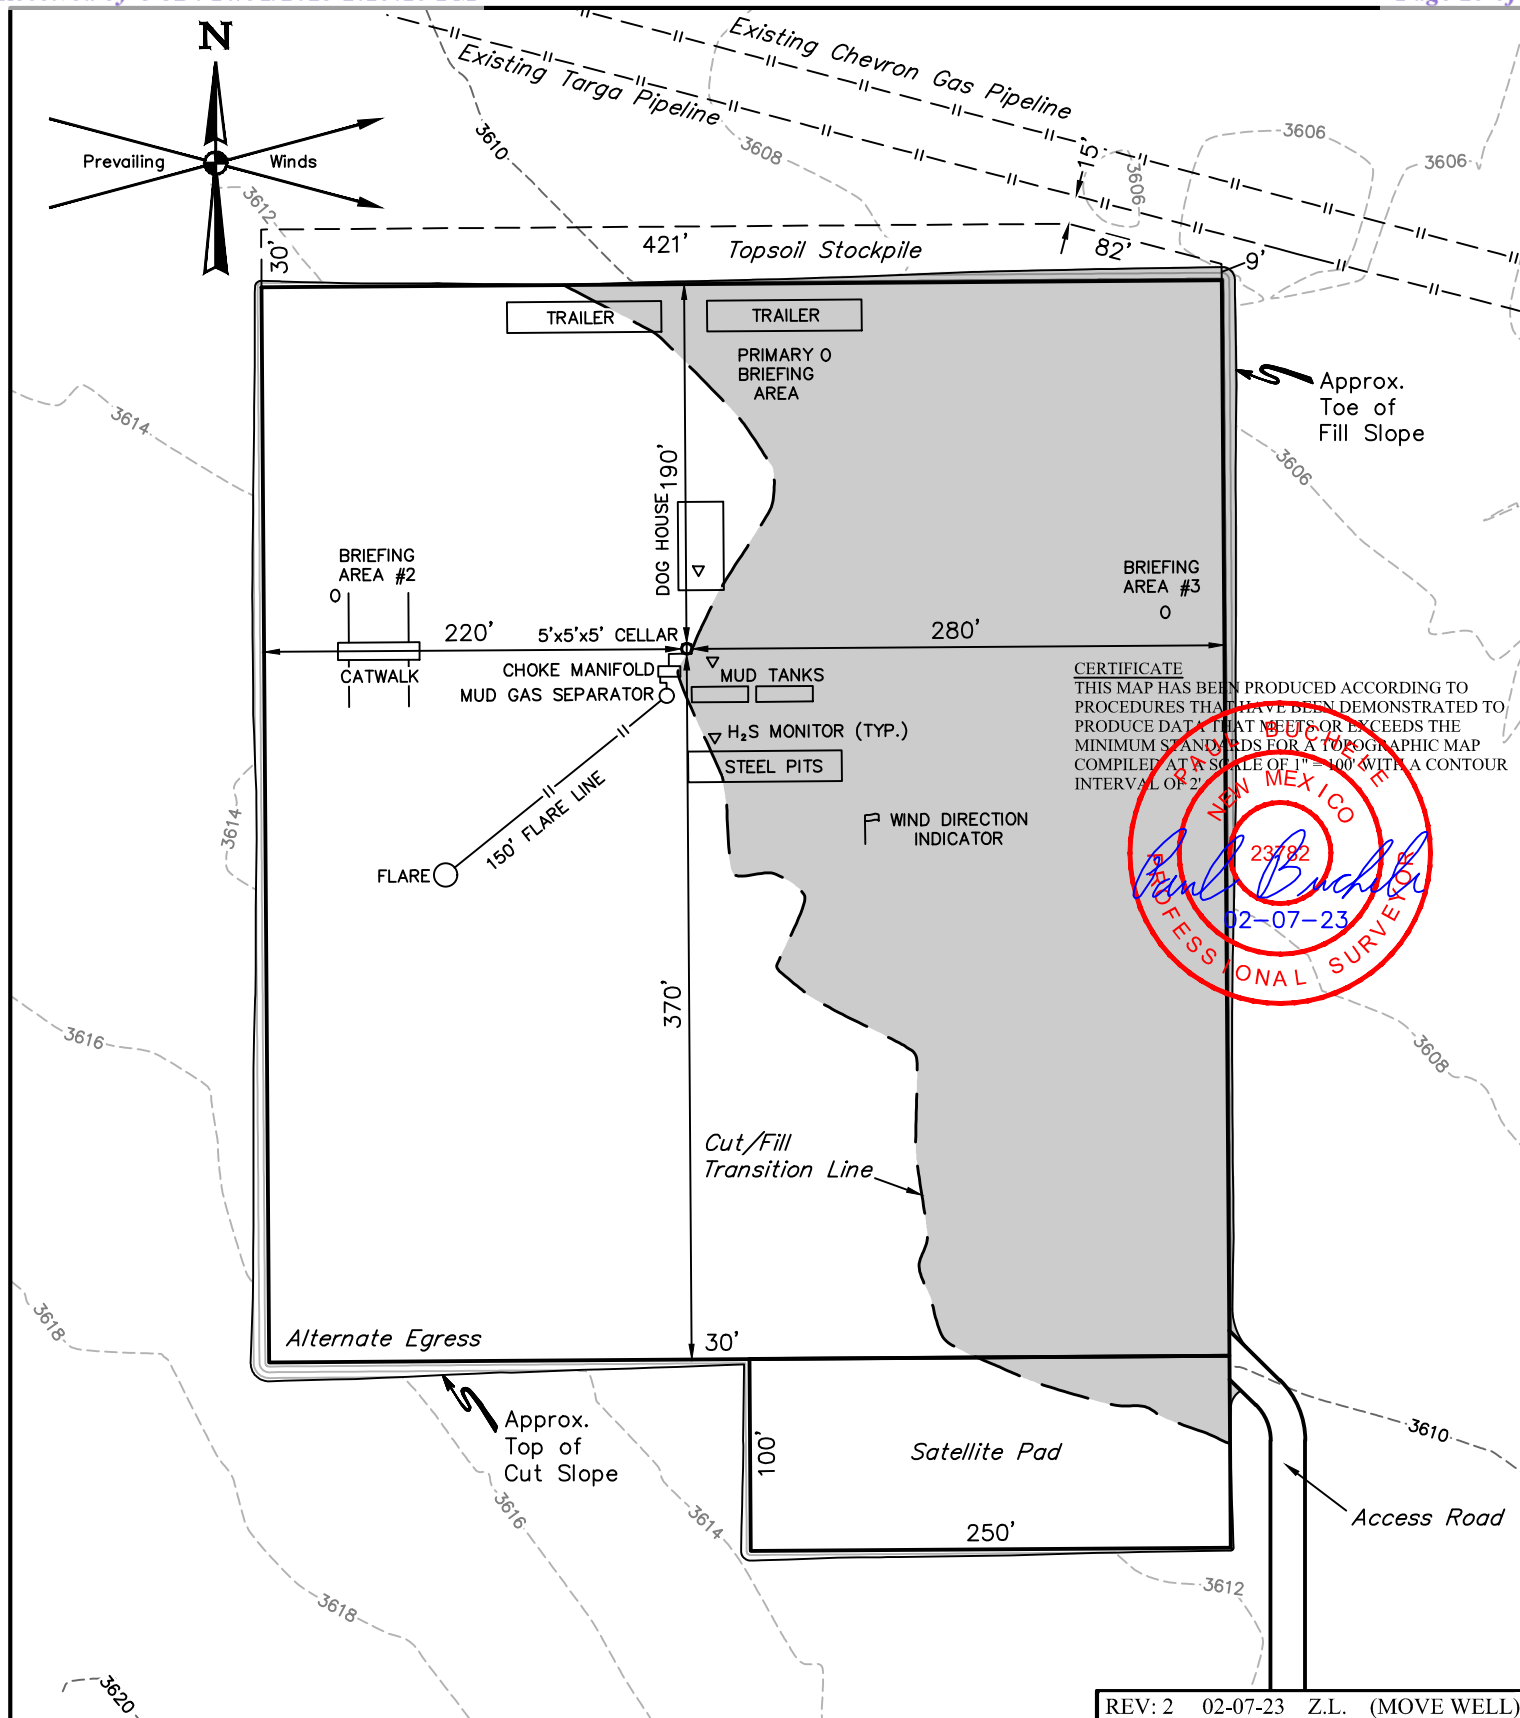 N
Prevailing Winds
Existing Chevron Gas Pipeline
Existing Targa Pipeline
3610
3608
3606
3606
3606
3612
15'
30'
421'
Topsoil Stockpile
82'
9'
TRAILER
TRAILER
PRIMARY O
BRIEFING
AREA
Approx.
Toe of
Fill Slope
3614
3606
190'
DOG HOUSE
BRIEFING
AREA #2
O
BRIEFING
AREA #3
O
220'
5'x5'x5' CELLAR
280'
CATWALK
CHOKE MANIFOLD
MUD GAS SEPARATOR
MUD TANKS
H₂S MONITOR (TYP.)
STEEL PITS
CERTIFICATE
THIS MAP HAS BEEN PRODUCED ACCORDING TO
PROCEDURES THAT HAVE BEEN DEMONSTRATED TO
PRODUCE DATA THAT MEETS OR EXCEEDS THE
MINIMUM STANDARDS FOR A TOPOGRAPHIC MAP
COMPILED AT A SCALE OF 1" = 100' WITH A CONTOUR
INTERVAL OF 2'.
PAUL BUCHELE
NEW MEXICO
23782
PROFESSIONAL SURVEYOR
Paul Buchele
02-07-23
3614
150' FLARE LINE
FLARE
WIND DIRECTION
INDICATOR
370'
3616
3608
Cut/Fill
Transition Line
3618
Alternate Egress
30'
Approx.
Top of
Cut Slope
100'
Satellite Pad
250'
3610
Access Road
3616
3614
3612
3618
3620
REV: 2 02-07-23 Z.L. (MOVE WELL)